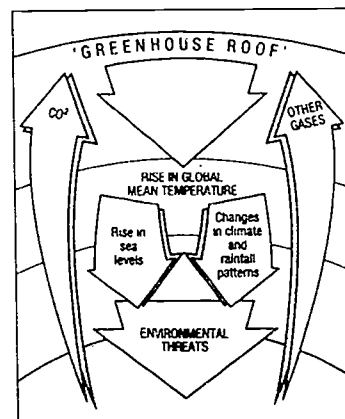 'GREENHOUSE ROOF'
CO²
OTHER
GASES
RISE IN GLOBAL
MEAN TEMPERATURE
Rise in
sea
levels
Changes
in climate
and
rainfall
patterns
ENVIRONMENTAL
THREATS